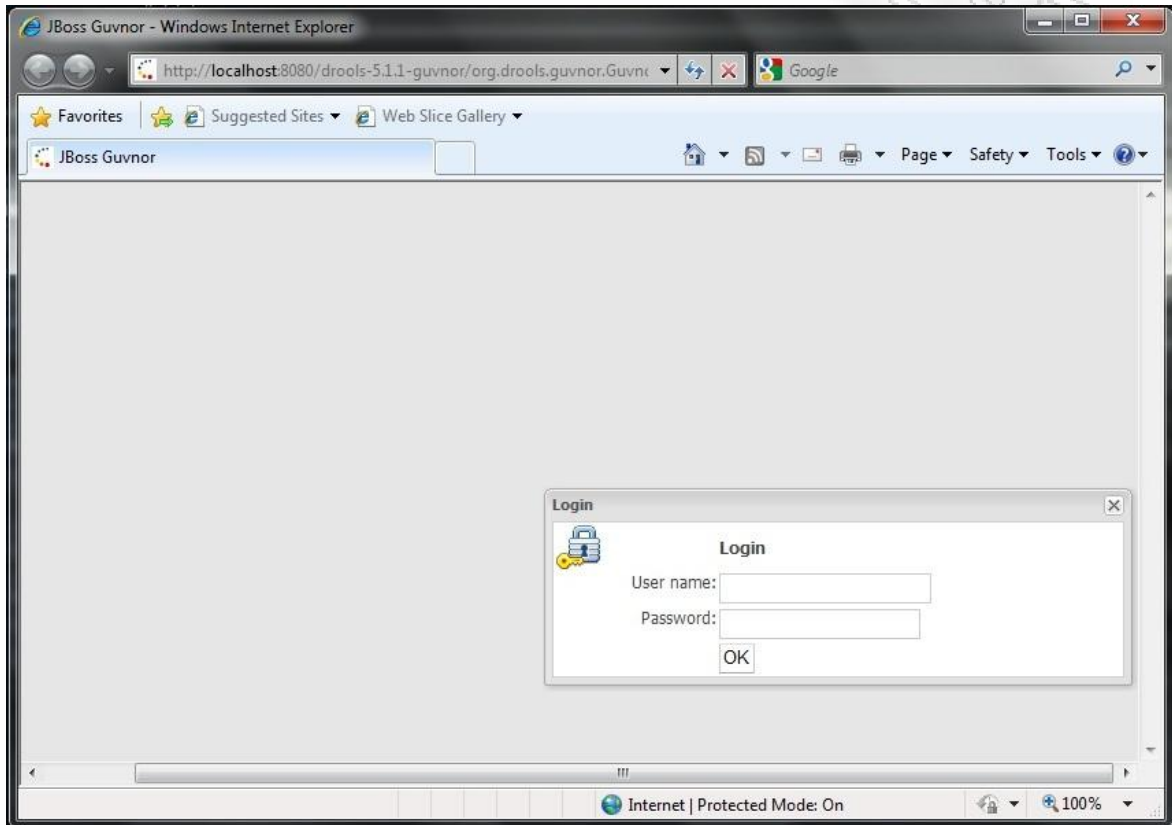 JBoss Guvnor - Windows Internet Explorer
http://localhost:8080/drools-5.1.1-guvnor/org.drools.guvnor.Guvn
Google
Favorites
Suggested Sites
Web Slice Gallery
JBoss Guvnor
Page
Safety
Tools
Login
Login
User name:
Password:
OK
Internet | Protected Mode: On
100%